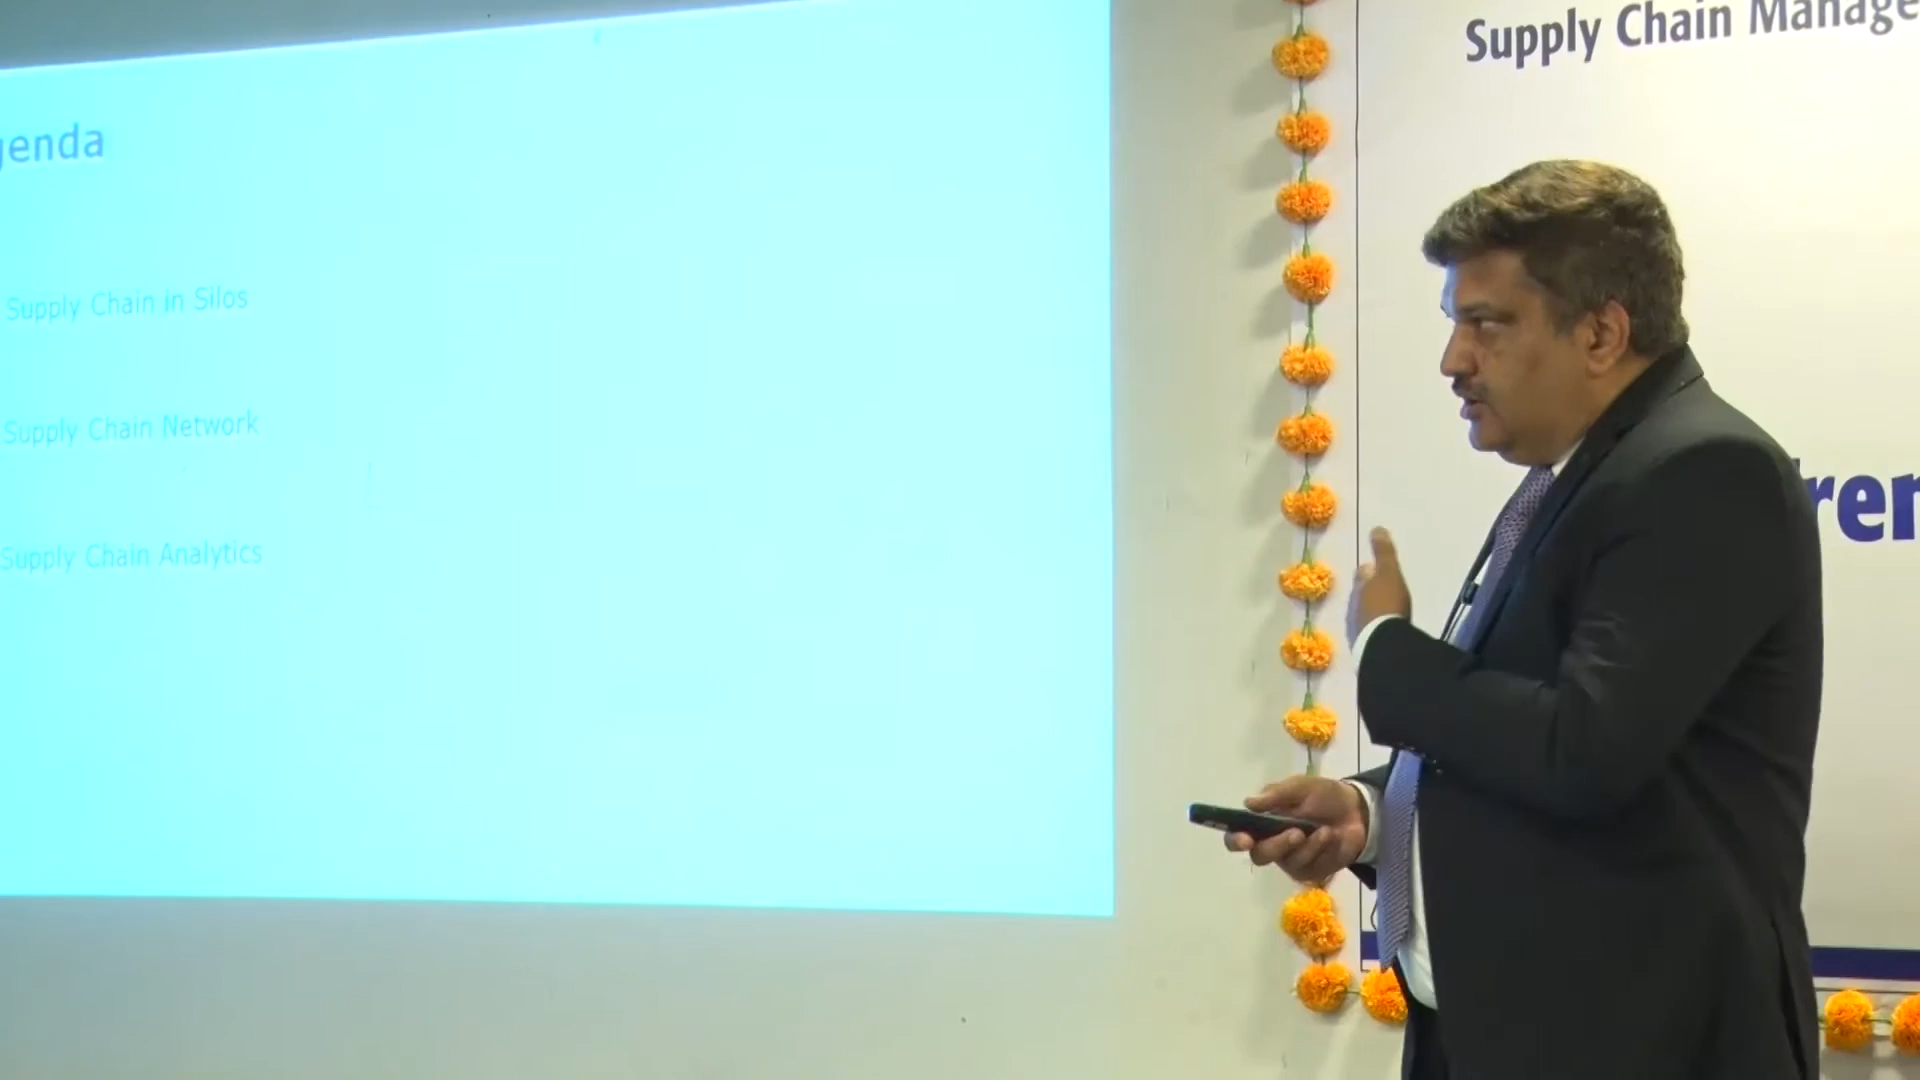 genda
Supply Chain in Silos
Supply Chain Network
Supply Chain Analytics
Supply Chain Manage
ren